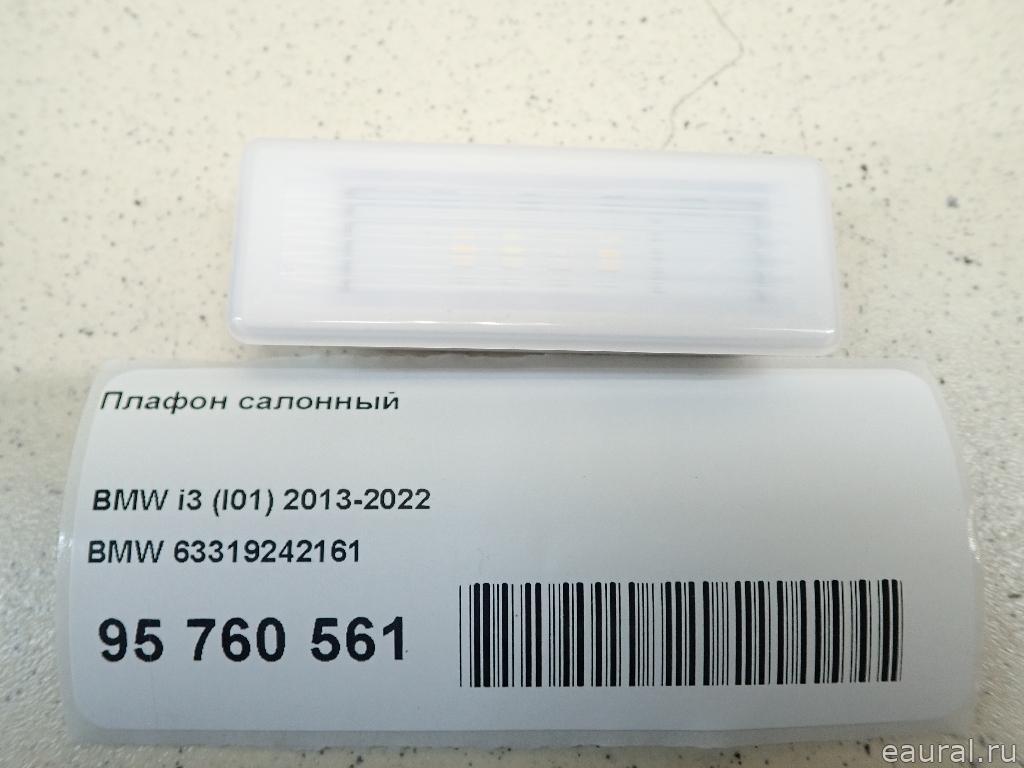 Плафон салонный
BMW i3 (I01) 2013-2022
BMW 63319242161
95 760 561
eaural.ru